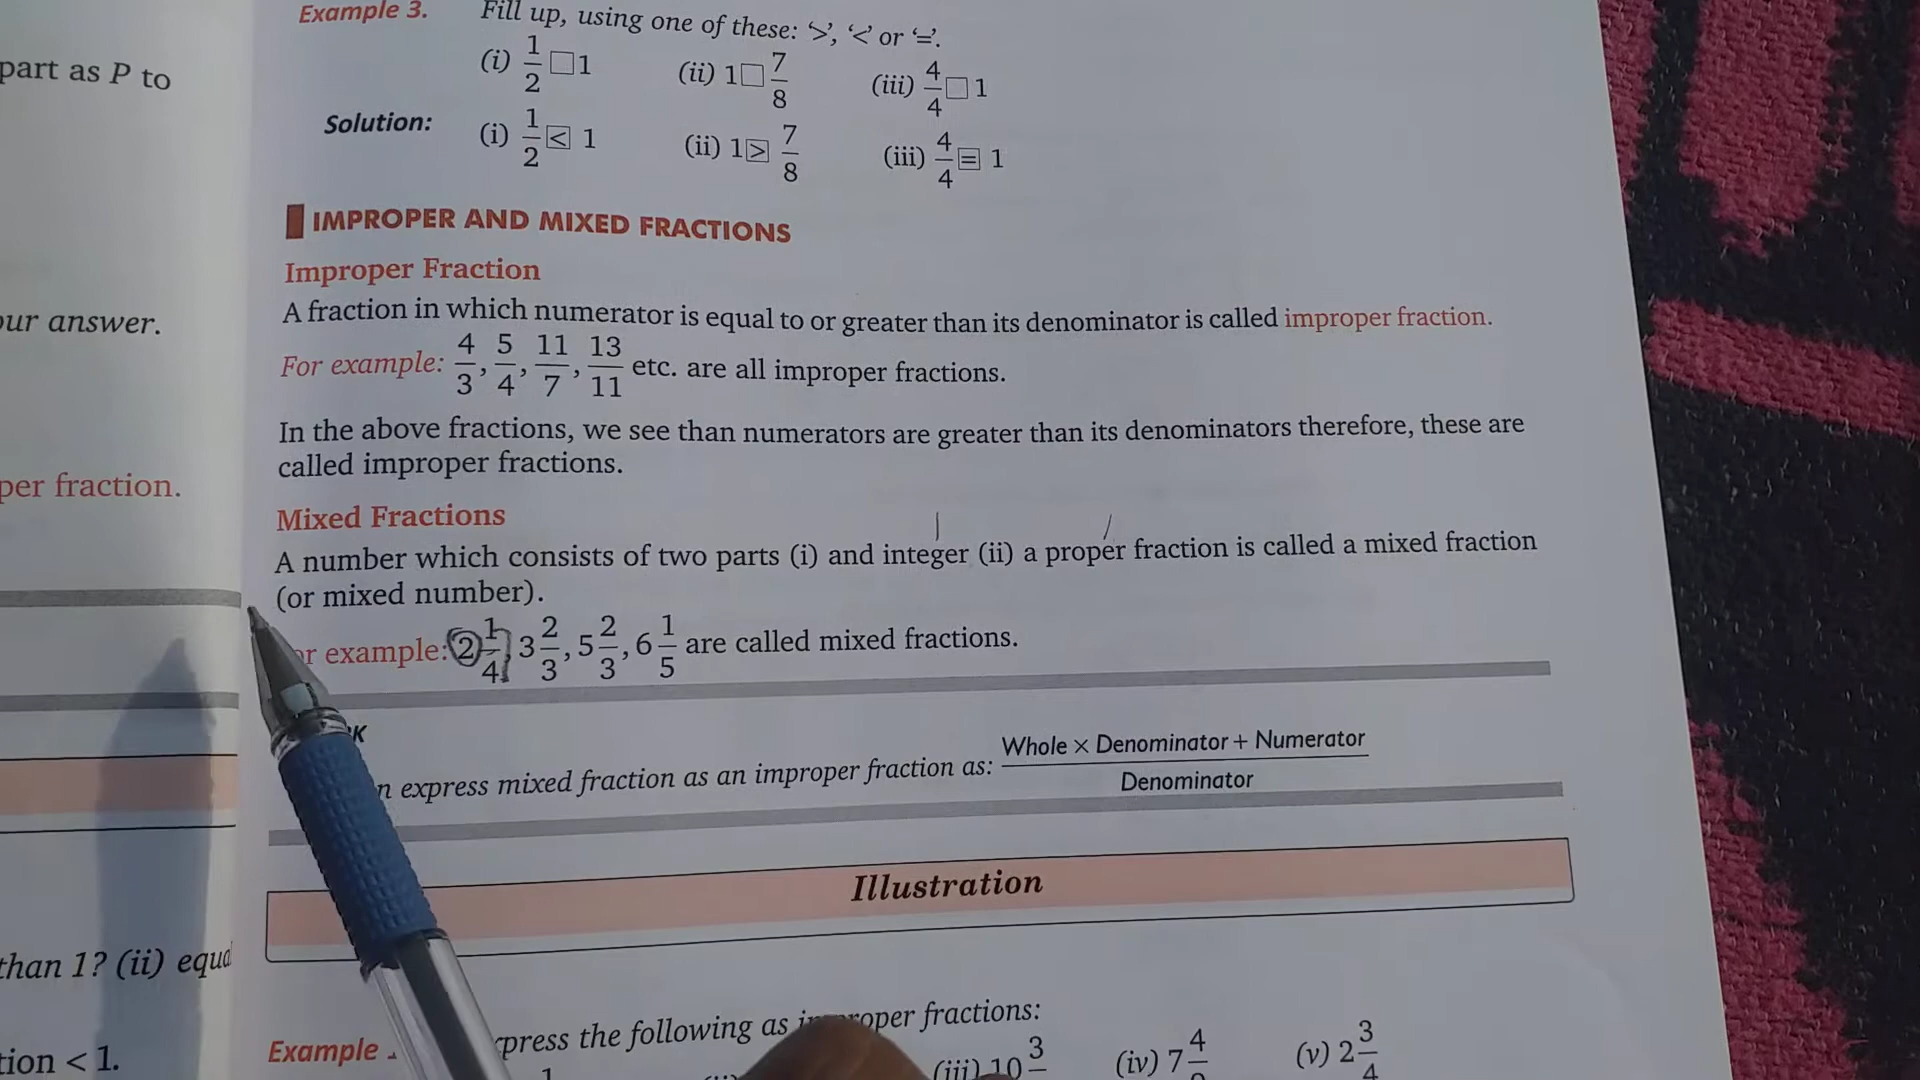 part as P to
our answer.
per fraction.
than 1? (ii) equa
tion < 1.
Example 3. Fill up, using one of these: '>', '<' or '='.
(i) 1/2 □ 1 (ii) 1 □ 7/8 (iii) 4/4 □ 1
Solution: (i) 1/2 < 1 (ii) 1 > 7/8 (iii) 4/4 = 1
IMPROPER AND MIXED FRACTIONS
Improper Fraction
A fraction in which numerator is equal to or greater than its denominator is called improper fraction.
For example: 4/3, 5/4, 11/7, 13/11 etc. are all improper fractions.
In the above fractions, we see than numerators are greater than its denominators therefore, these are
called improper fractions.
Mixed Fractions
A number which consists of two parts (i) and integer (ii) a proper fraction is called a mixed fraction
(or mixed number).
or example: 2 1/4, 3 2/3, 5 2/3, 6 1/5 are called mixed fractions.
n express mixed fraction as an improper fraction as: Whole × Denominator + Numerator / Denominator
Illustration
Example press the following as improper fractions:
(iii) 10 3 (iv) 7 4 (v) 2 3/4